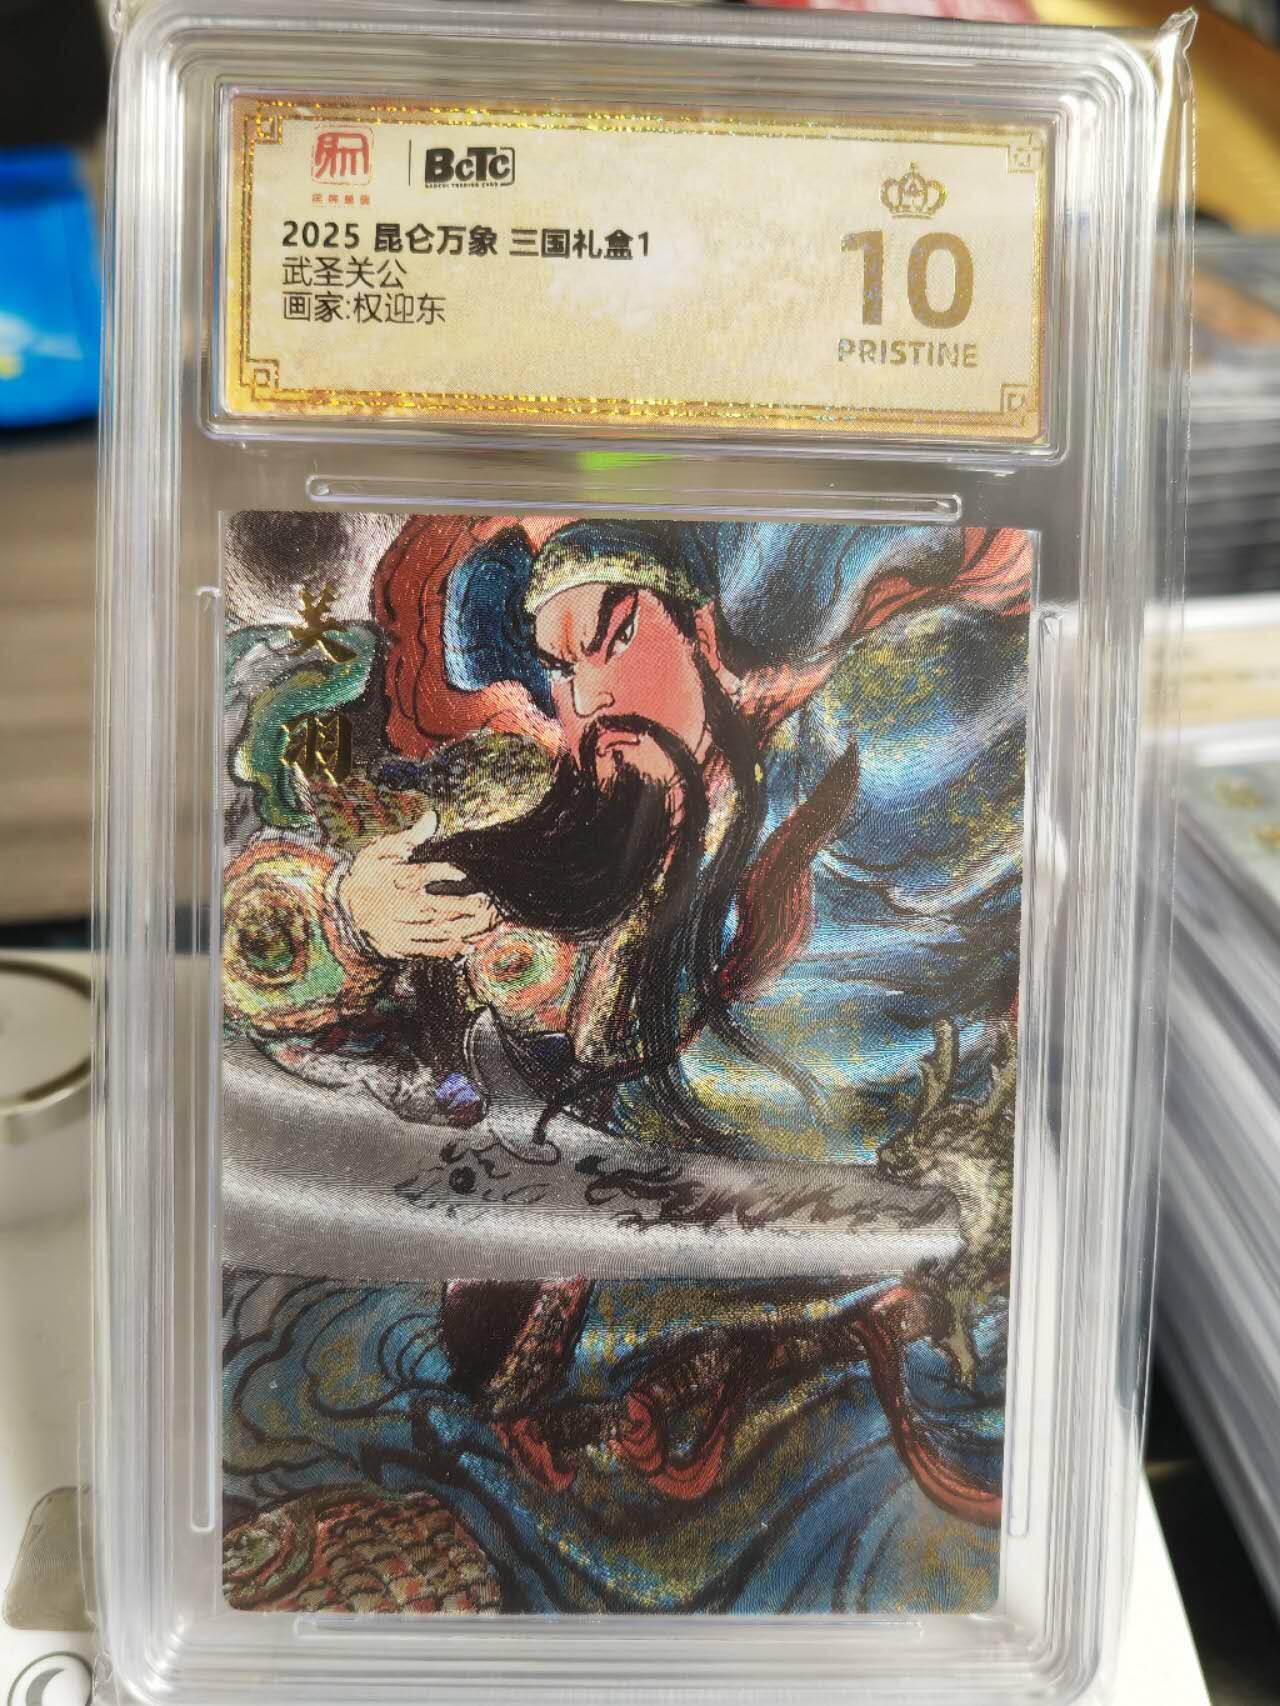 BCTC
2025 昆仑万象 三国礼盒1
武圣关公
画家:权迎东
10
PRISTINE
关
羽